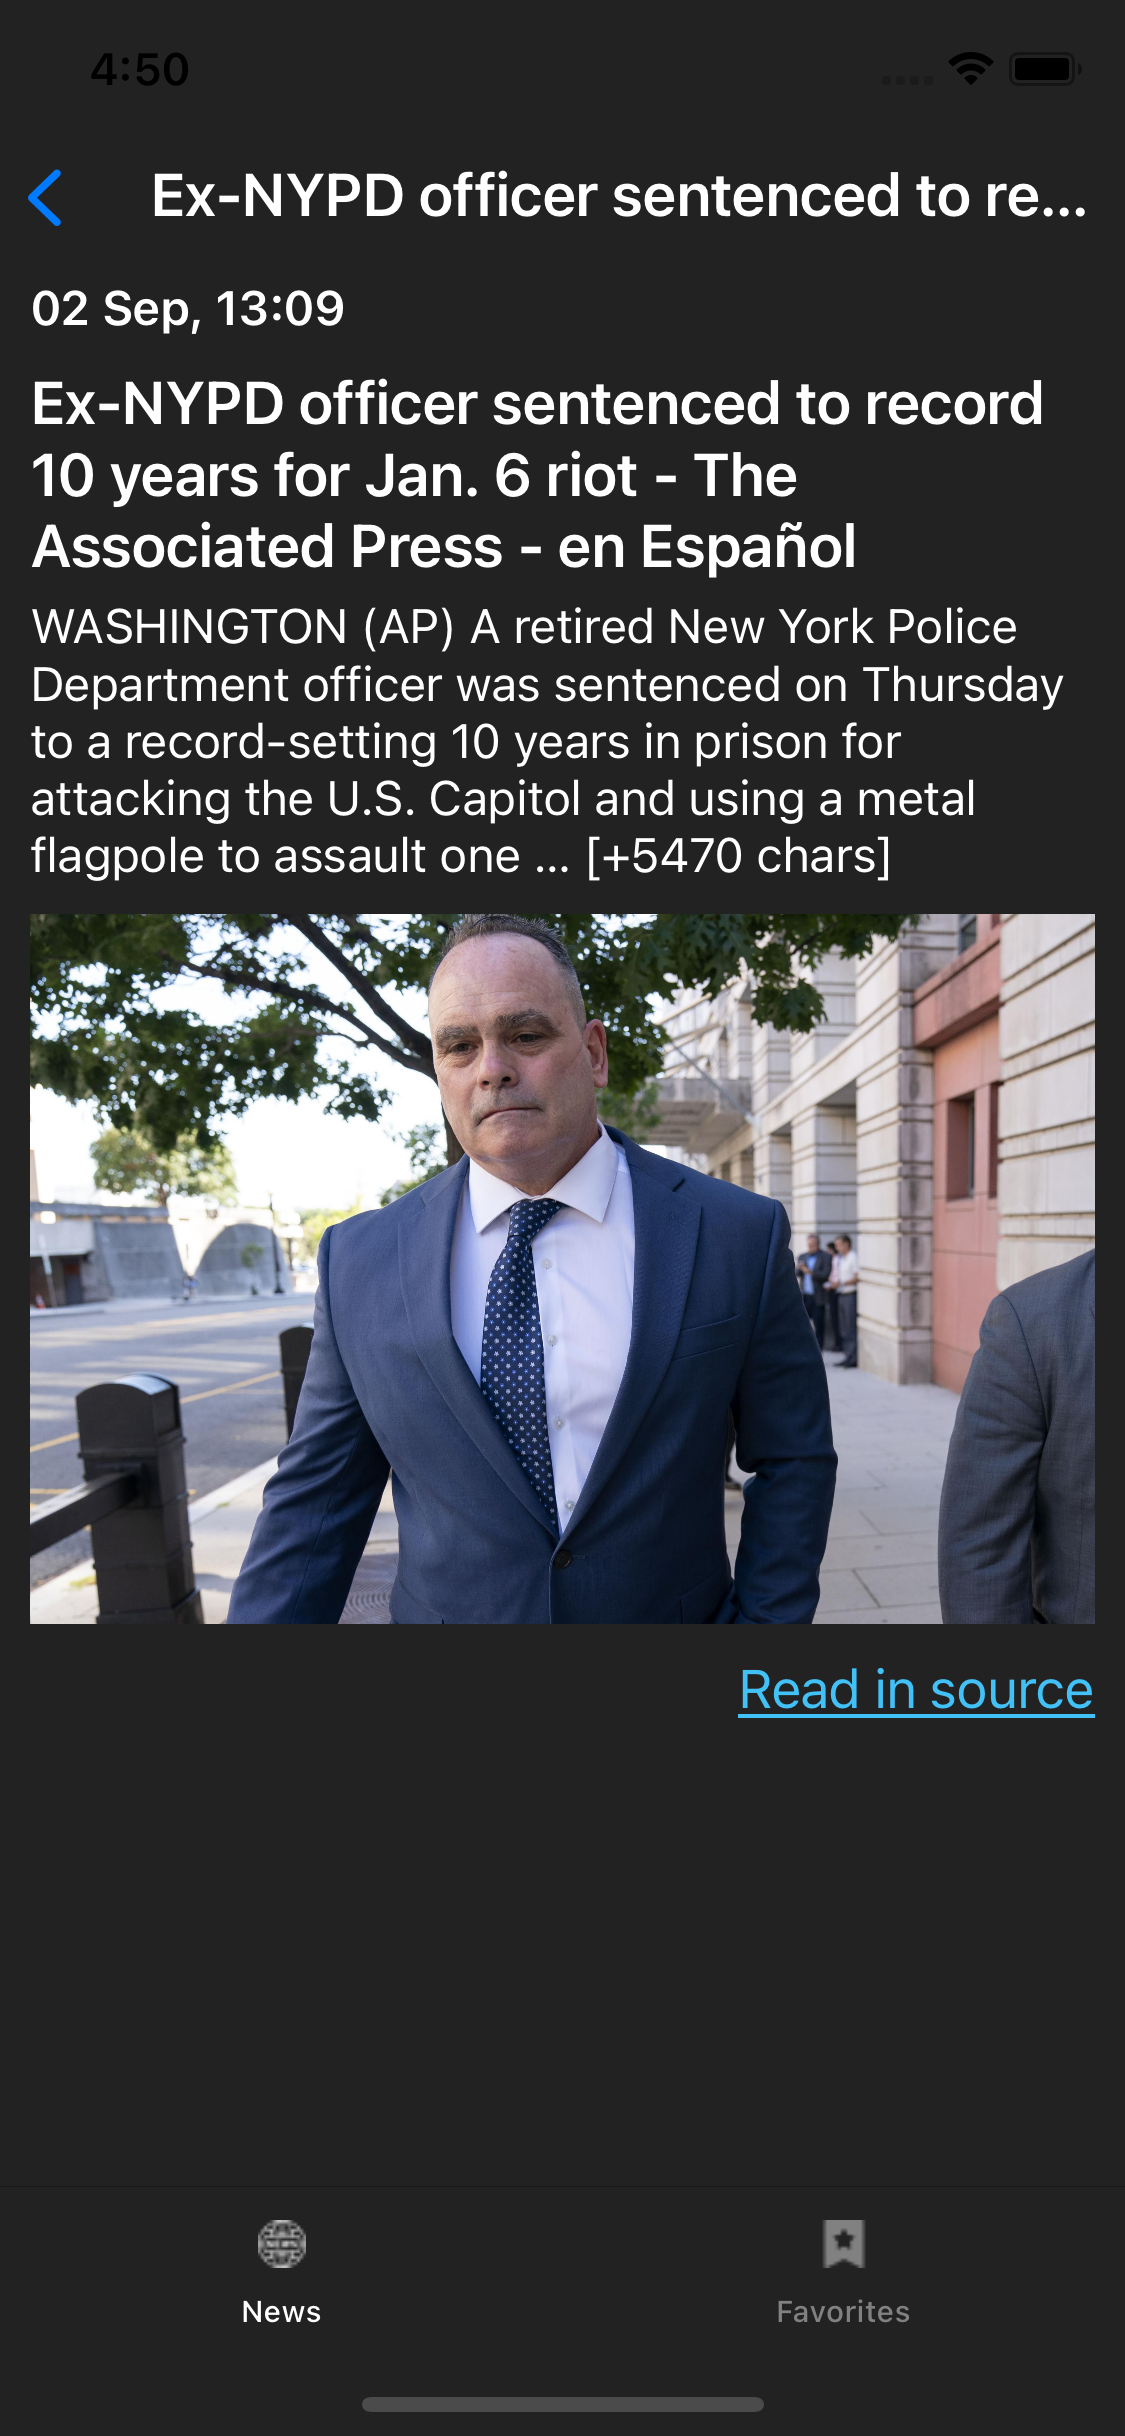 4:50
Ex-NYPD officer sentenced to re...
02 Sep, 13:09
Ex-NYPD officer sentenced to record
10 years for Jan. 6 riot - The
Associated Press - en Español
WASHINGTON (AP) A retired New York Police
Department officer was sentenced on Thursday
to a record-setting 10 years in prison for
attacking the U.S. Capitol and using a metal
flagpole to assault one ... [+5470 chars]
Read in source
News
Favorites